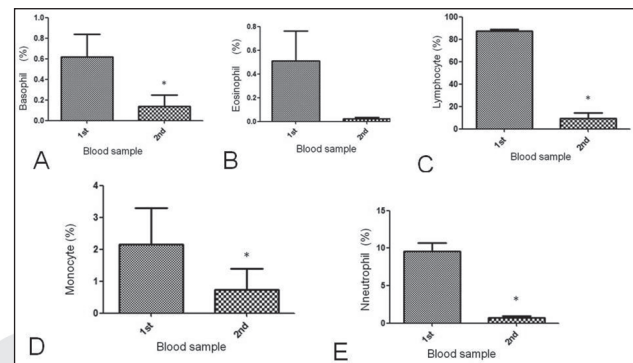 Basophil (%)
0.8
0.6
0.4
0.2
0.0
*
1st
2nd
Blood sample
A
Eosinophil (%)
0.8
0.6
0.4
0.2
0.0
1st
2nd
Blood sample
B
Lymphocyte (%)
100
80
60
40
20
0
*
1st
2nd
Blood sample
C
Monocyte (%)
4
3
2
1
0
*
1st
2nd
Blood sample
D
Nneutrophil (%)
15
10
5
0
*
1st
2nd
Blood sample
E